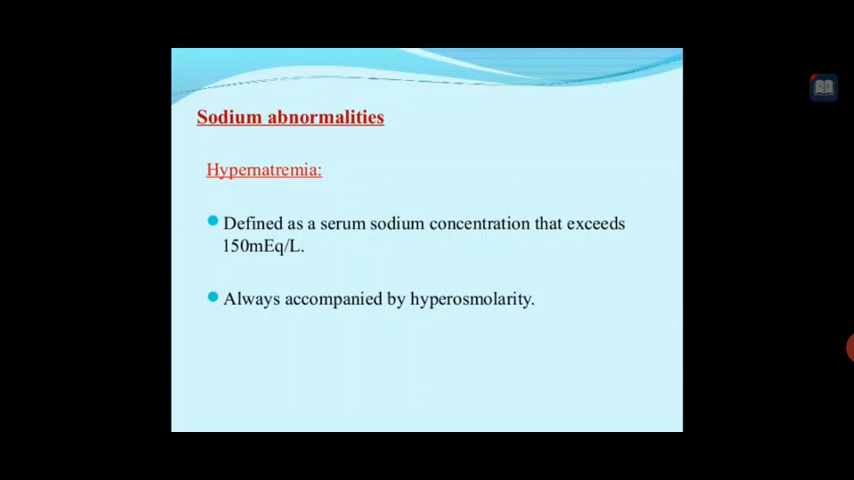 Sodium abnormalities
Hypernatremia:
Defined as a serum sodium concentration that exceeds
150mEq/L.
Always accompanied by hyperosmolarity.